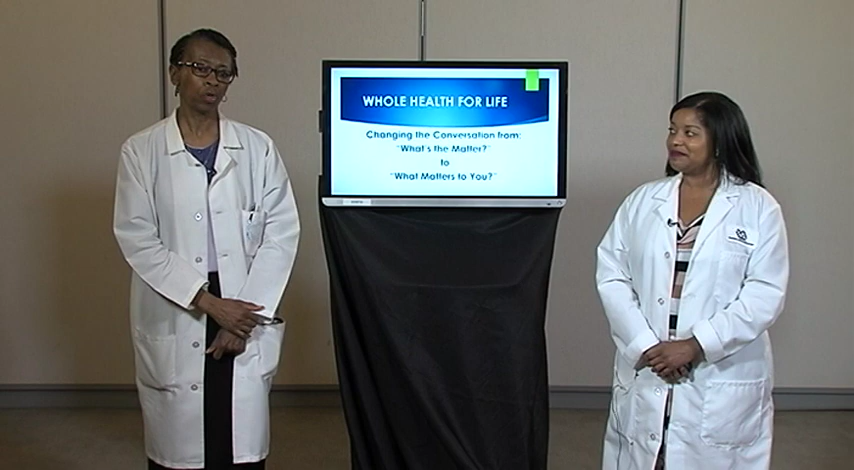 WHOLE HEALTH FOR LIFE
Changing the Conversation from:
"What's the Matter?"
to
"What Matters to You?"